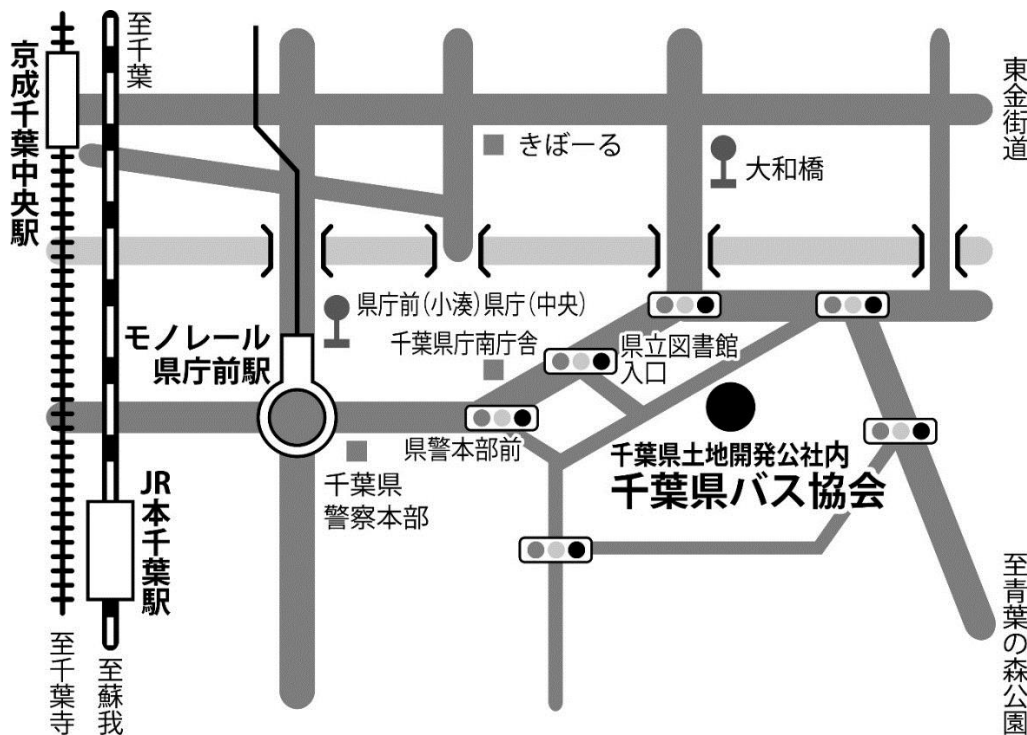 京成千葉中央駅
至千葉
東金街道
きぼーる
大和橋
県庁前(小湊)県庁(中央)
モノレール
県庁前駅
千葉県庁南庁舎
県立図書館
入口
県警本部前
千葉県
警察本部
千葉県土地開発公社内
千葉県バス協会
JR本千葉駅
至千葉寺
至蘇我
至青葉の森公園